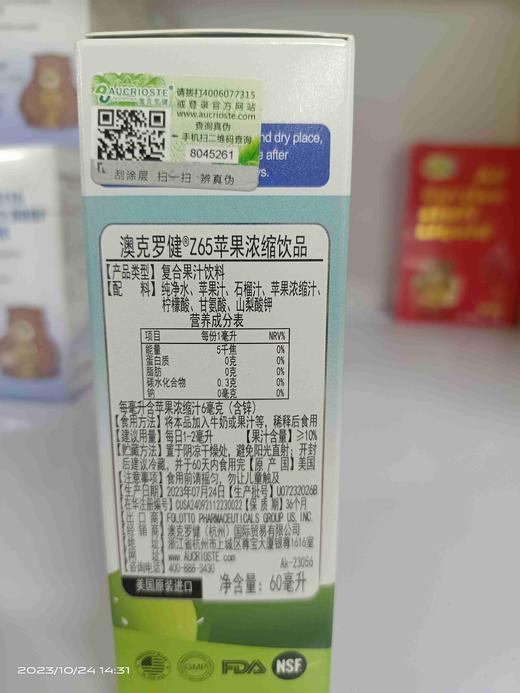 AUCRIOSTE
澳克罗健
请拨打4006077315
或登录官方网站
www.aucrioste.com
查询真伪
手机扫二维码查询
8045261
刮涂层 扫一扫 辨真伪
nd dry place,
e after
ys.
澳克罗健®Z65苹果浓缩饮品
【产品类型】复合果汁饮料
【配 料】纯净水、苹果汁、石榴汁、苹果浓缩汁、
柠檬酸、甘氨酸、山梨酸钾
营养成分表
项目 每份1毫升 NRV%
能量 5千焦 0%
蛋白质 0克 0%
脂肪 0克 0%
碳水化合物 0.3克 0%
钠 0毫克 0%
每毫升含苹果浓缩汁6毫克（含锌）
【食用方法】将本品加入牛奶或果汁等，稀释后食用
【建议用量】每日1-2毫升 【果汁含量】≥10%
【贮藏方法】置于阴凉干燥处，避免阳光直射；开封
后建议冷藏，并于60天内食用完【原 产 国】美国
【注意事项】食用前请摇匀，勿让儿童触及
【生产日期】2023年07月24日【生产批号】U07232026B
【在华注册编号】CUSA24092112230022【保 质 期】36个月
【出 口 商】FOLOTTO PHARMACEUTICALS GROUP US, INC.
【经 销 商】澳克罗健（杭州）国际贸易有限公司
【地 址】浙江省杭州市上城区尊宝大厦银尊1616室
【网 址】www.AUCRIOSTE.com
【咨询电话】400-886-3430
Ak-23056
美国原装进口
净含量：60毫升
GMP
FDA
NSF
2023/10/24 14:31